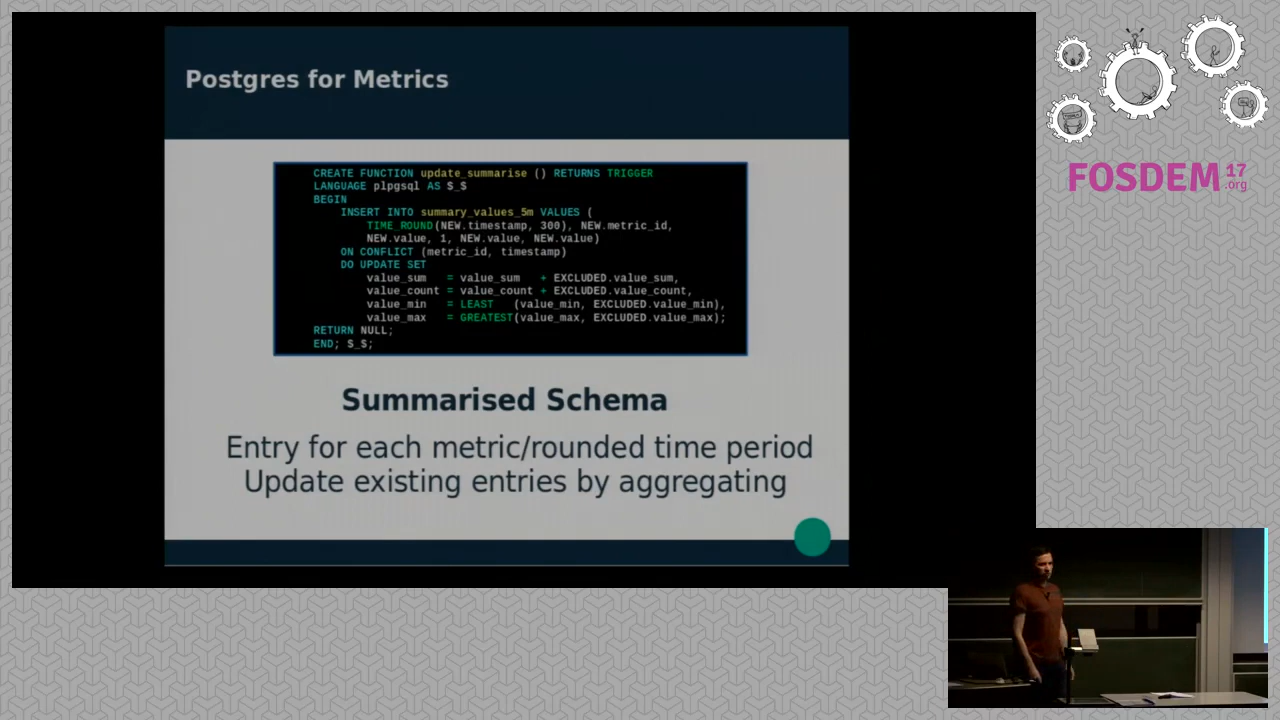 Postgres for Metrics
CREATE FUNCTION update_summarise () RETURNS TRIGGER
LANGUAGE plpgsql AS $_$
BEGIN
    INSERT INTO summary_values_5m VALUES (
        TIME_ROUND(NEW.timestamp, 300), NEW.metric_id,
        NEW.value, 1, NEW.value, NEW.value)
    ON CONFLICT (metric_id, timestamp)
    DO UPDATE SET
        value_sum   = value_sum   + EXCLUDED.value_sum,
        value_count = value_count + EXCLUDED.value_count,
        value_min   = LEAST   (value_min, EXCLUDED.value_min),
        value_max   = GREATEST(value_max, EXCLUDED.value_max);
RETURN NULL;
END; $_$;
Summarised Schema
Entry for each metric/rounded time period
Update existing entries by aggregating
FOSDEM 17
.org